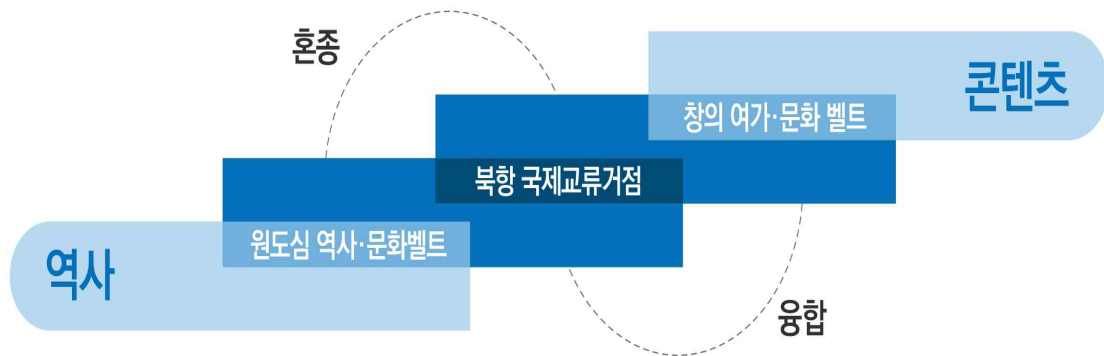 혼종
콘텐츠
창의 여가·문화 벨트
북항 국제교류거점
원도심 역사·문화벨트
역사
융합